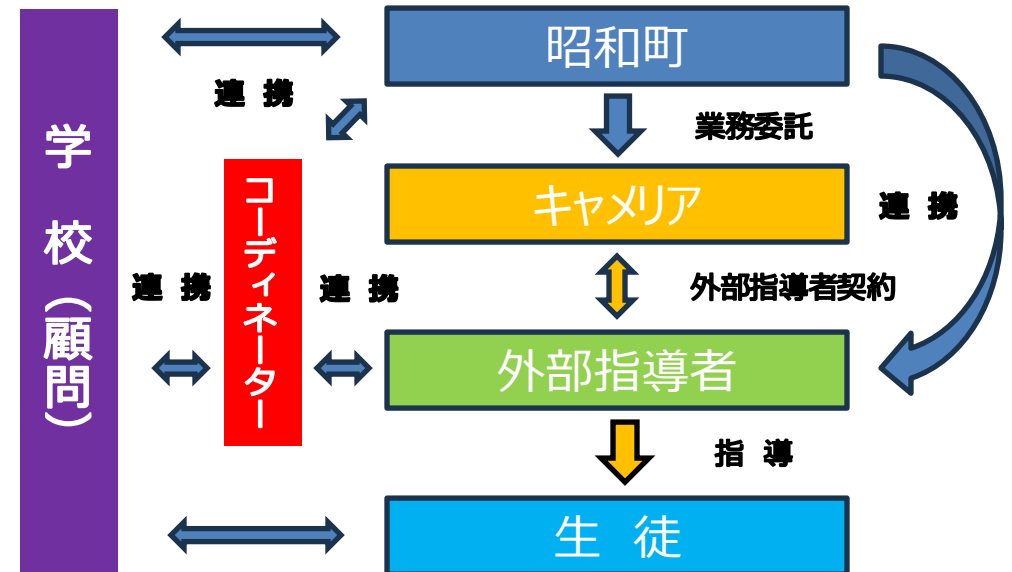 学校（顧問）
昭和町
連携
業務委託
コーディネーター
キャメリア
連携
連携
連携
外部指導者契約
外部指導者
指導
生徒